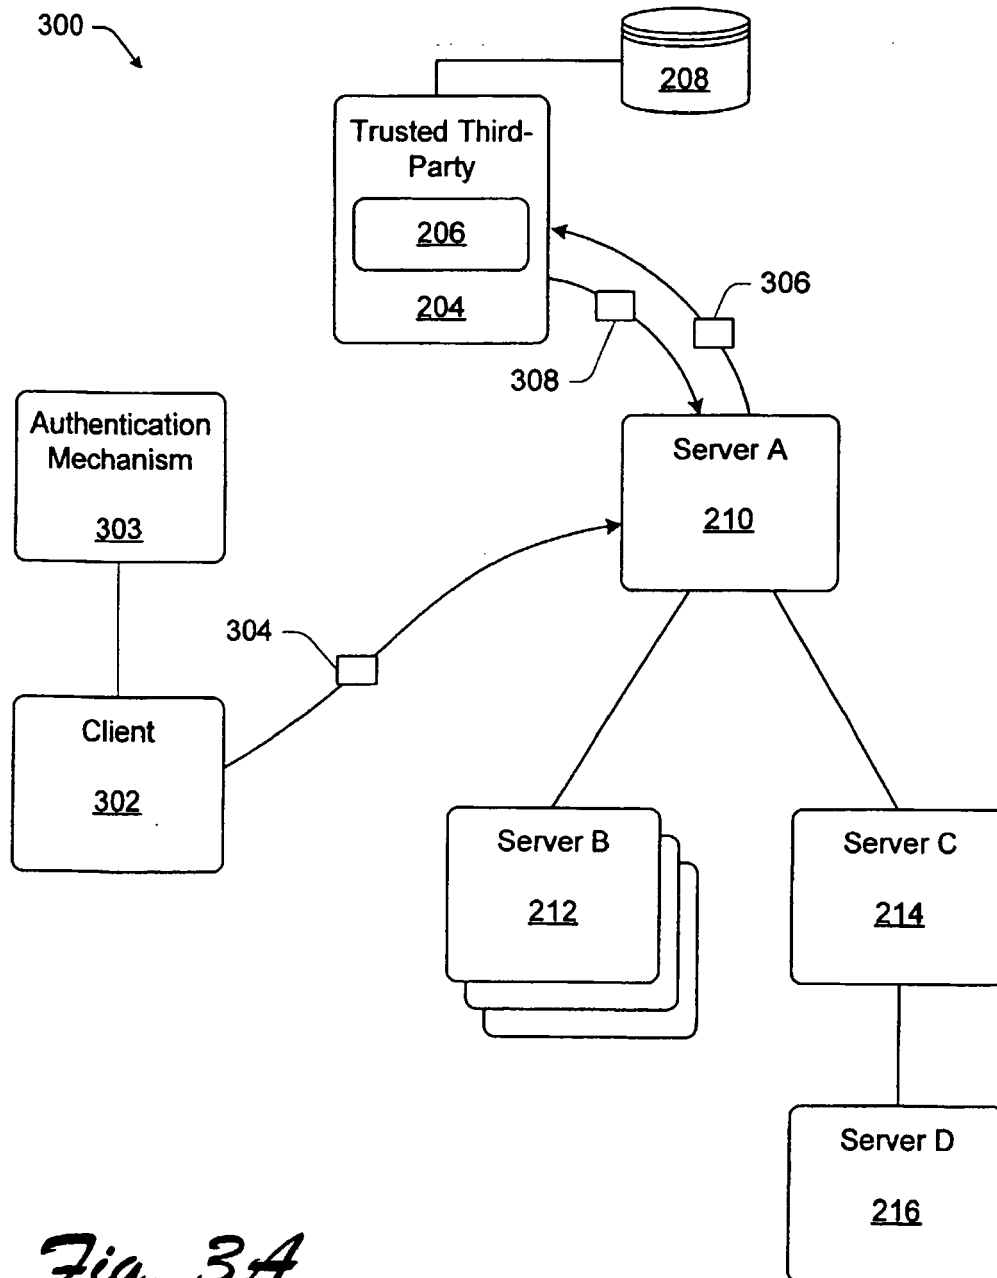 300
208
Trusted Third-
Party
206
204
306
308
Authentication
Mechanism
303
Server A
210
304
Client
302
Server B
212
Server C
214
Server D
216
Fig. 3A